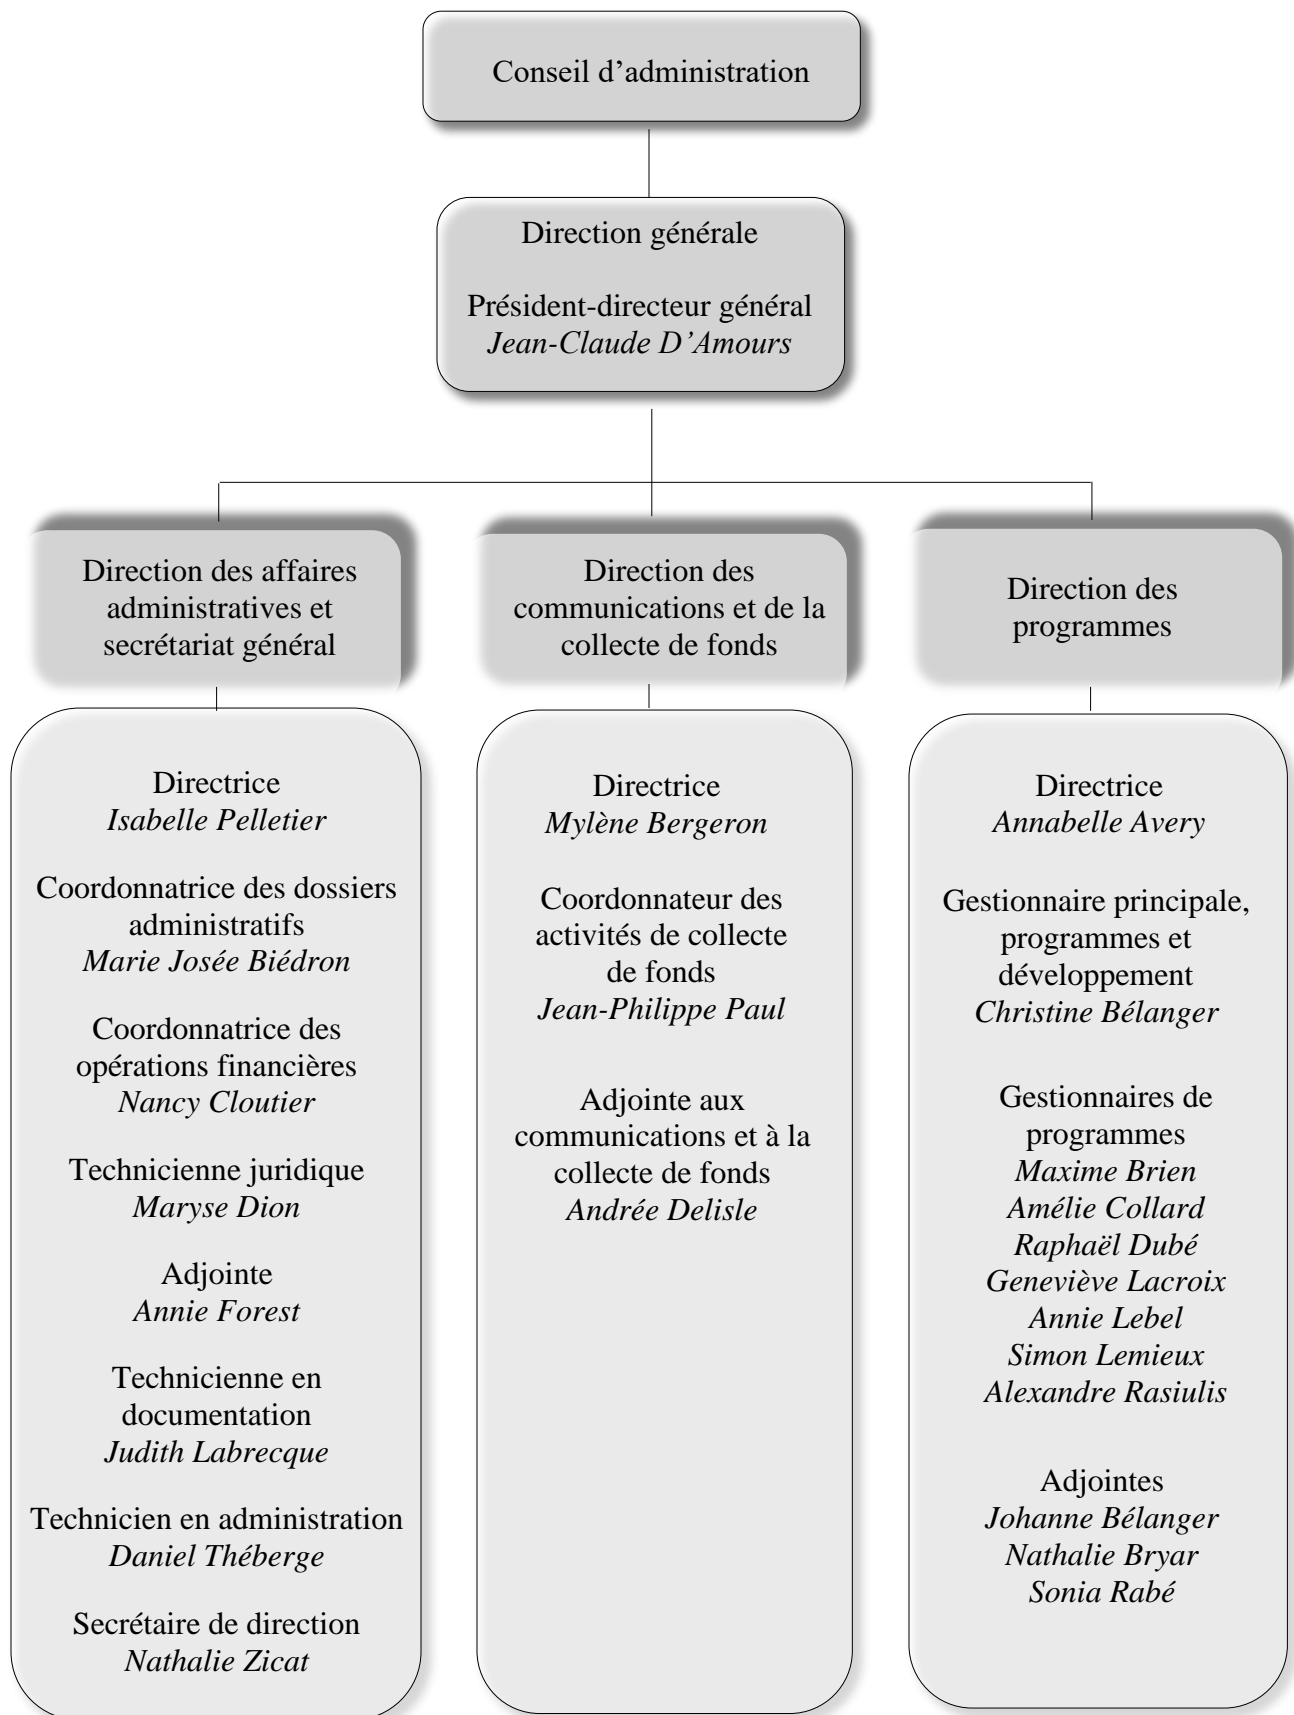 Conseil d’administration
Direction générale
Président-directeur général
Jean-Claude D’Amours
Direction des affaires
administratives et
secrétariat général
Direction des
communications et de la
collecte de fonds
Direction des
programmes
Directrice
Isabelle Pelletier
Coordonnatrice des dossiers
administratifs
Marie Josée Biédron
Coordonnatrice des
opérations financières
Nancy Cloutier
Technicienne juridique
Maryse Dion
Adjointe
Annie Forest
Technicienne en
documentation
Judith Labrecque
Technicien en administration
Daniel Théberge
Secrétaire de direction
Nathalie Zicat
Directrice
Mylène Bergeron
Coordonnateur des
activités de collecte
de fonds
Jean-Philippe Paul
Adjointe aux
communications et à la
collecte de fonds
Andrée Delisle
Directrice
Annabelle Avery
Gestionnaire principale,
programmes et
développement
Christine Bélanger
Gestionnaires de
programmes
Maxime Brien
Amélie Collard
Raphaël Dubé
Geneviève Lacroix
Annie Lebel
Simon Lemieux
Alexandre Rasiulis
Adjointes
Johanne Bélanger
Nathalie Bryar
Sonia Rabé